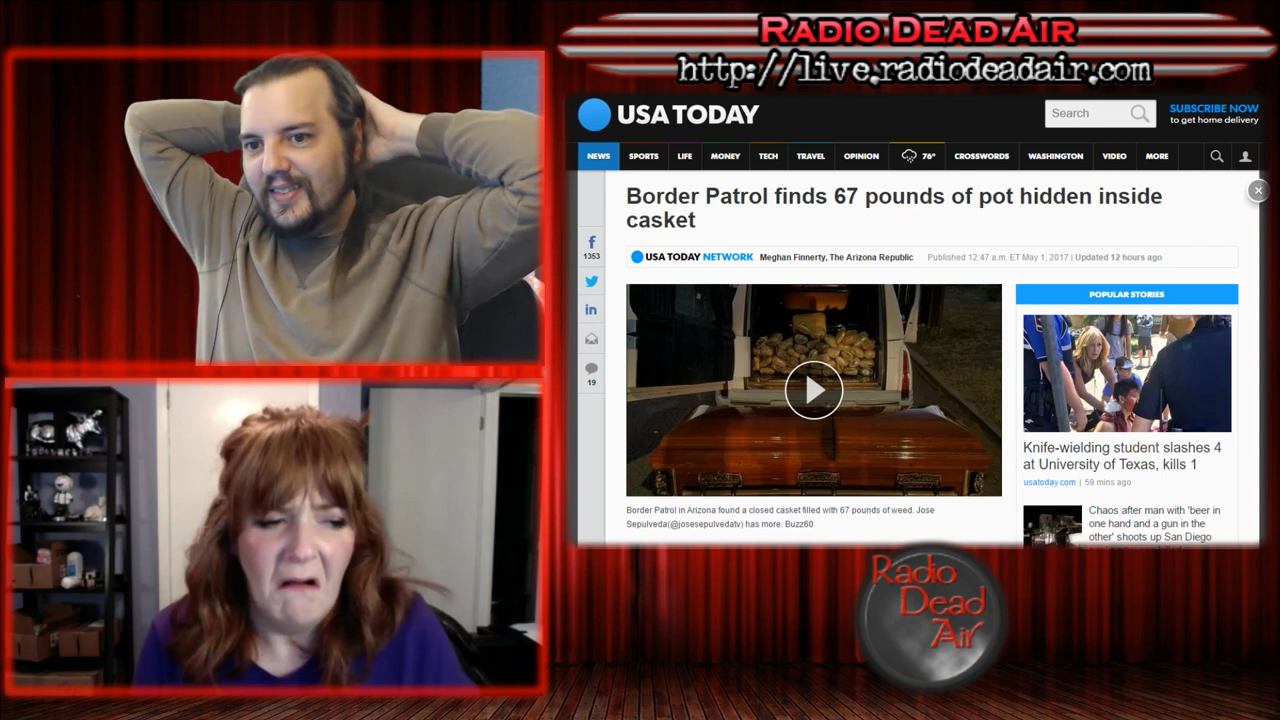 RADIO DEAD AIR
http://live.radiodeadair.com
USA TODAY
Search
SUBSCRIBE NOW
to get home delivery
NEWS SPORTS LIFE MONEY TECH TRAVEL OPINION 76° CROSSWORDS WASHINGTON VIDEO MORE
Border Patrol finds 67 pounds of pot hidden inside
casket
USA TODAY NETWORK Meghan Finnerty, The Arizona Republic Published 12:47 a.m. ET May 1, 2017 | Updated 12 hours ago
f
1353
in
19
Border Patrol in Arizona found a closed casket filled with 67 pounds of weed. Jose
Sepulveda(@josesepulvedatv) has more. Buzz60
POPULAR STORIES
Knife-wielding student slashes 4
at University of Texas, kills 1
usatoday.com | 59 mins ago
Chaos after man with 'beer in
one hand and a gun in the
other' shoots up San Diego
Radio
Dead
Air